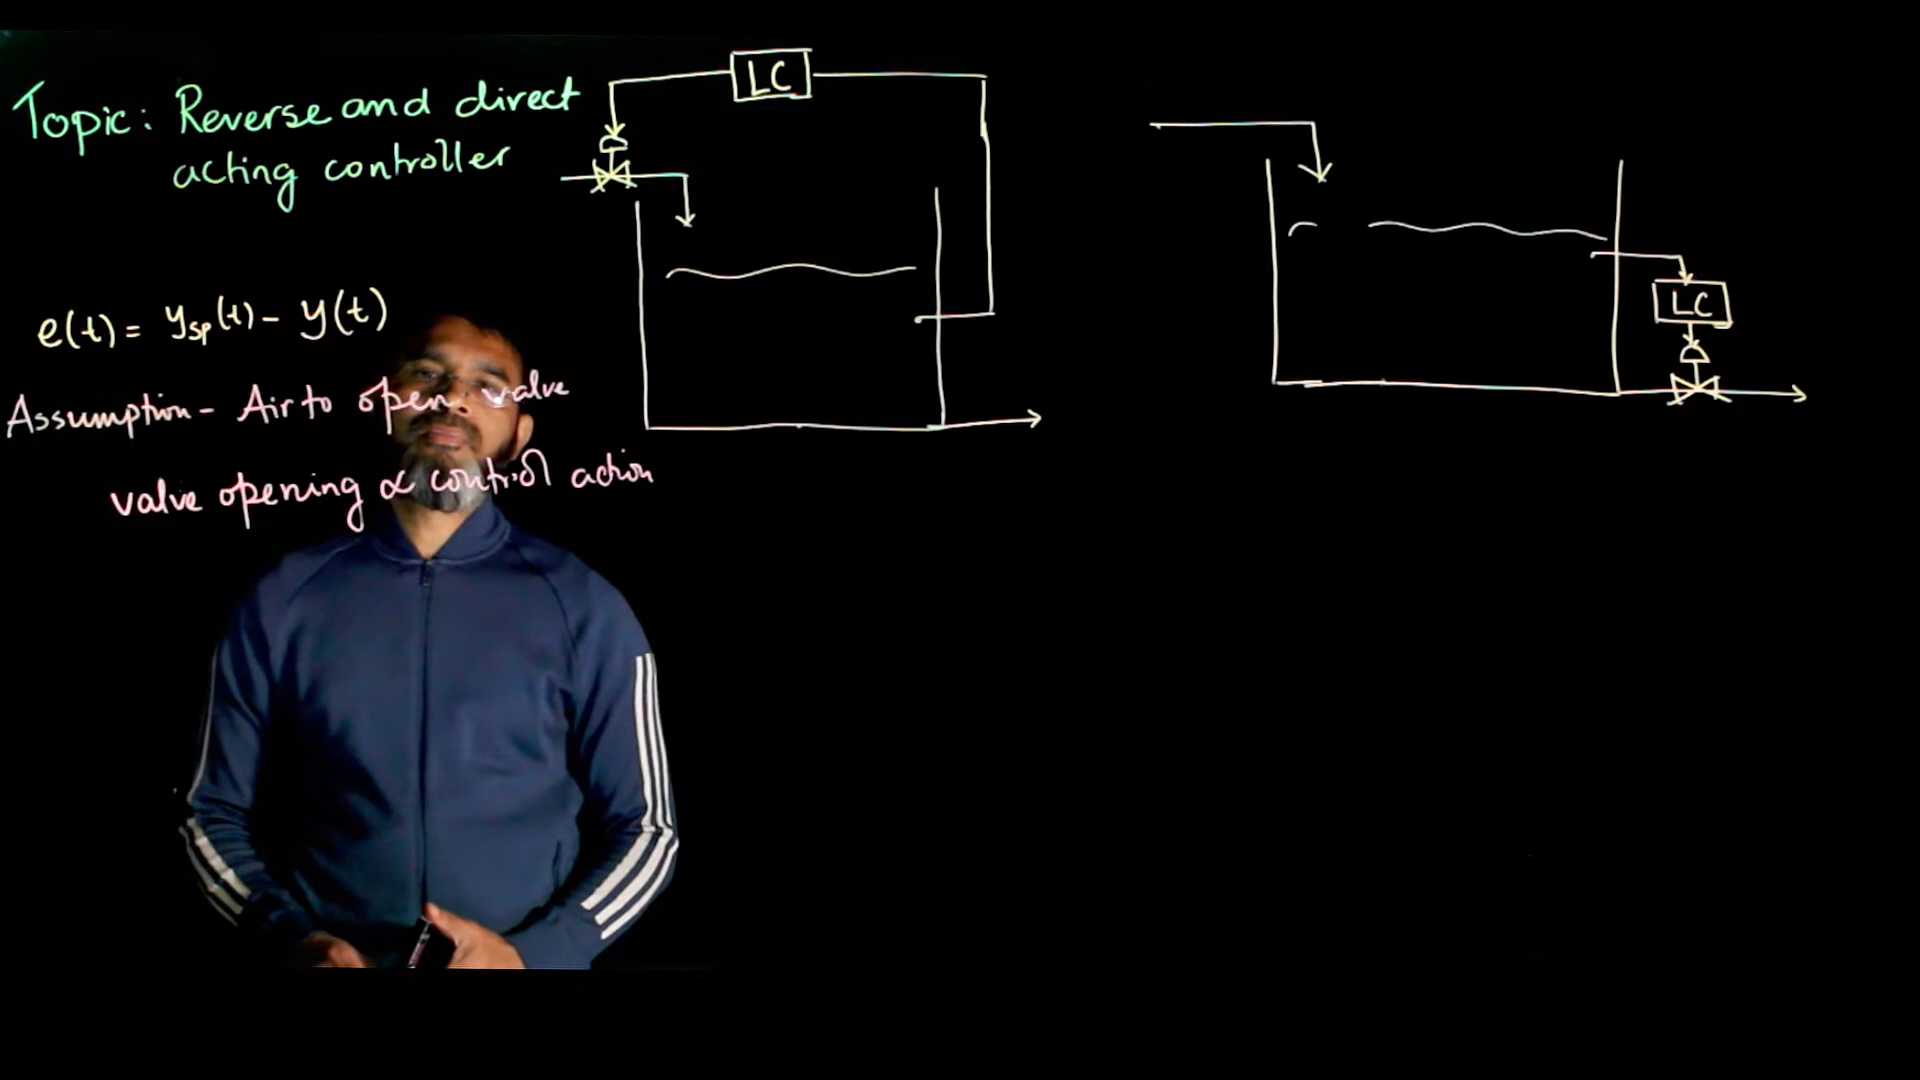 Topic: Reverse and direct
acting controller
e(t) = ysp(t) - y(t)
Assumption - Air to open valve
valve opening ∝ control action
LC
LC